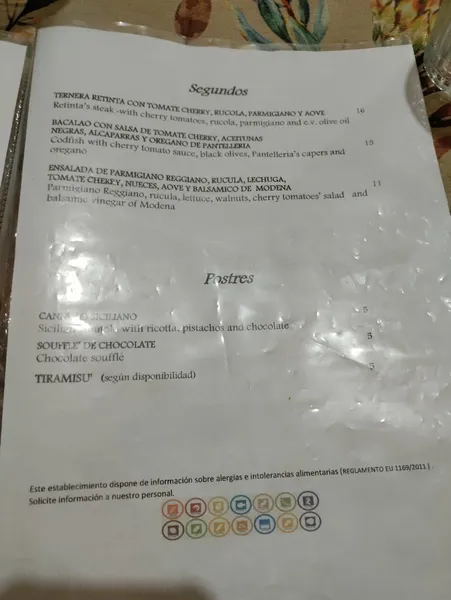 Segundos
TERNERA RETINTA CON TOMATE CHERRY, RUCOLA, PARMIGIANO Y AOVE 16
Retinta's steak -with cherry tomatoes, rucola, parmigiano and e.v. olive oil
BACALAO CON SALSA DE TOMATE CHERRY, ACEITUNAS
NEGRAS, ALCAPARRAS Y OREGANO DE PANTELLERIA 15
Codfish with cherry tomato sauce, black olives, Pantelleria's capers and
oregano
ENSALADA DE PARMIGIANO REGGIANO, RUCULA, LECHUGA,
TOMATE CHERRY, NUECES, AOVE Y BALSAMICO DE MODENA
Parmigiano Reggiano, rucula, lettuce, walnuts, cherry tomatoes' salad and
balsamic vinegar of Modena
Postres
SICILIANO 5
with ricotta, pistachos and chocolate
SOUFFLE' DE CHOCOLATE 5
Chocolate soufflé
TIRAMISU' (según disponibilidad) 5
Este establecimiento dispone de información sobre alergias e intolerancias alimentarias (REGLAMENTO EU 1169/2011).
Solicite información a nuestro personal.